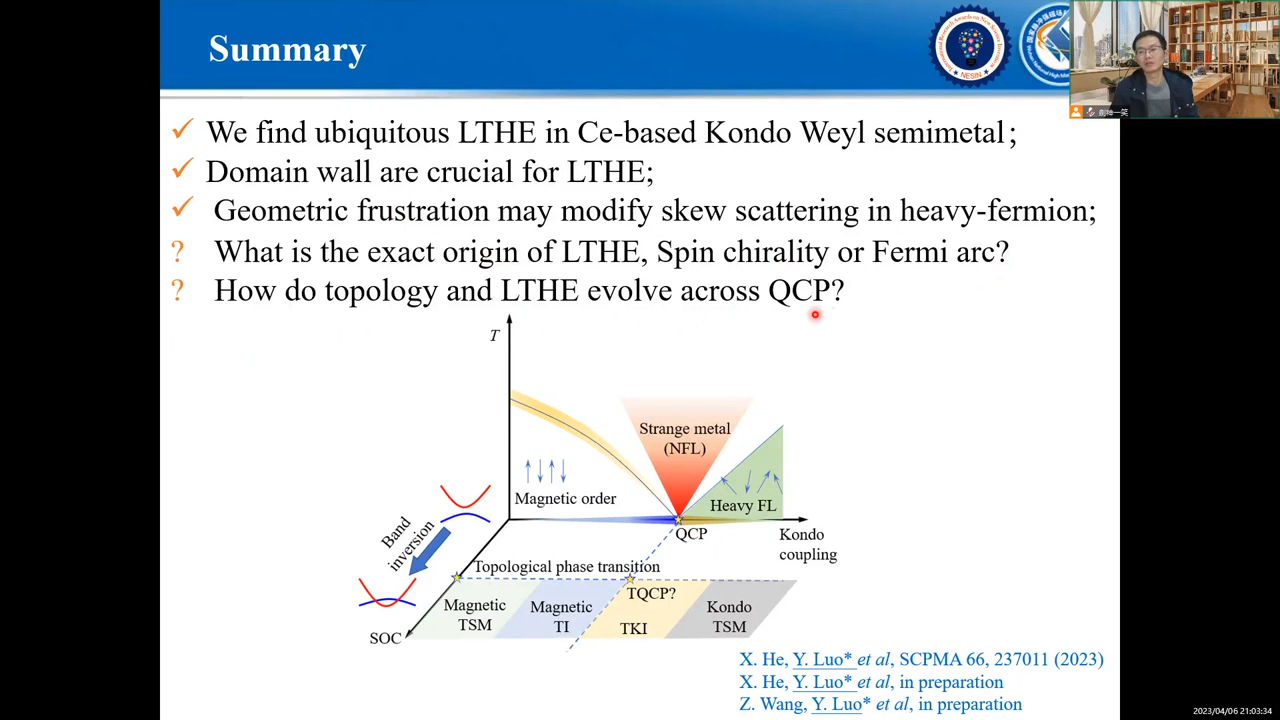 Summary
NESIN
We find ubiquitous LTHE in Ce-based Kondo Weyl semimetal;
Domain wall are crucial for LTHE;
Geometric frustration may modify skew scattering in heavy-fermion;
? What is the exact origin of LTHE, Spin chirality or Fermi arc?
? How do topology and LTHE evolve across QCP?
T
Strange metal
(NFL)
Magnetic order
Heavy FL
QCP
Kondo
coupling
Band
inversion
Topological phase transition
TQCP?
Magnetic
TSM
Magnetic
TI
TKI
Kondo
TSM
SOC
X. He, Y. Luo* et al, SCPMA 66, 237011 (2023)
X. He, Y. Luo* et al, in preparation
Z. Wang, Y. Luo* et al, in preparation
2023/04/06 21:03:34